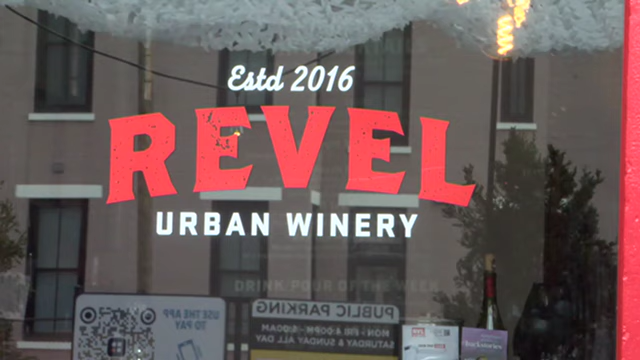 Estd 2016
REVEL
URBAN WINERY
DRINK/POUR OF THE WEEK
USE THE APP
TO PAY
PUBLIC PARKING
SATURDAY & SUNDAY ALL DAY